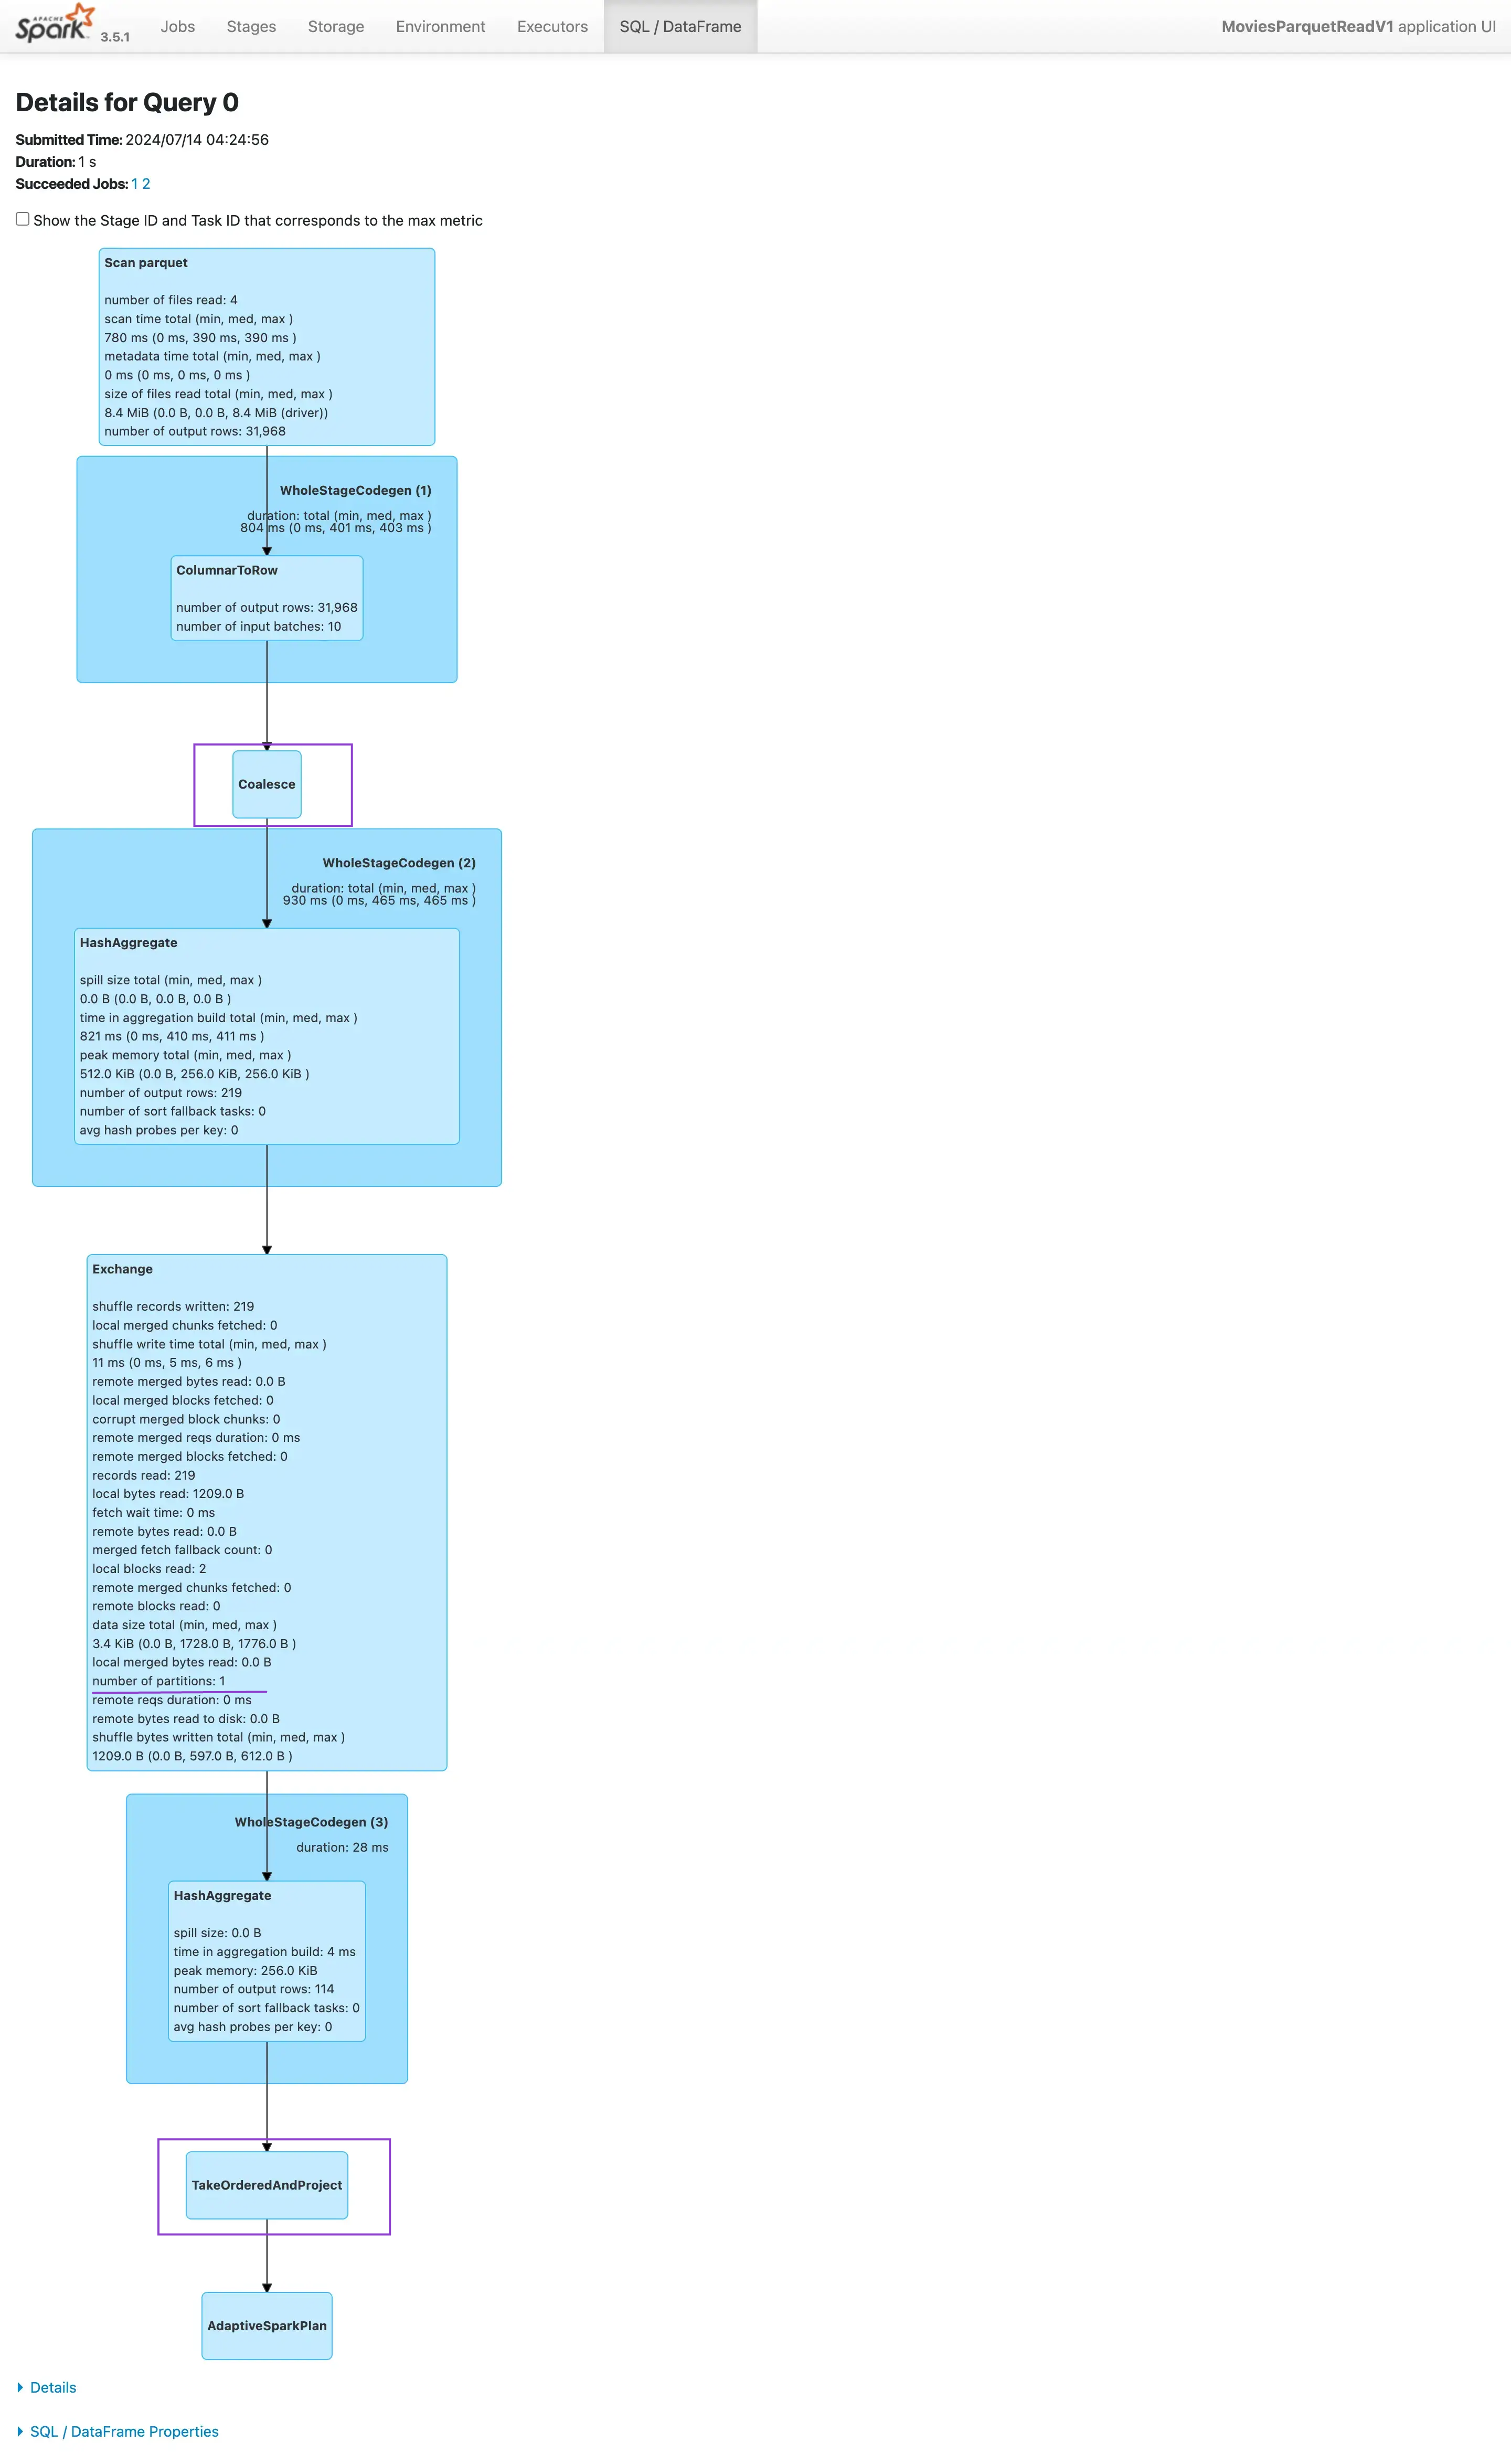 APACHE
Spark 3.5.1 Jobs Stages Storage Environment Executors SQL / DataFrame MoviesParquetReadV1 application UI
Details for Query 0
Submitted Time: 2024/07/14 04:24:56
Duration: 1 s
Succeeded Jobs: 1 2
Show the Stage ID and Task ID that corresponds to the max metric
Scan parquet
number of files read: 4
scan time total (min, med, max )
780 ms (0 ms, 390 ms, 390 ms )
metadata time total (min, med, max )
0 ms (0 ms, 0 ms, 0 ms )
size of files read total (min, med, max )
8.4 MiB (0.0 B, 0.0 B, 8.4 MiB (driver))
number of output rows: 31,968
WholeStageCodegen (1)
duration: total (min, med, max )
804 ms (0 ms, 401 ms, 403 ms )
ColumnarToRow
number of output rows: 31,968
number of input batches: 10
Coalesce
WholeStageCodegen (2)
duration: total (min, med, max )
930 ms (0 ms, 465 ms, 465 ms )
HashAggregate
spill size total (min, med, max )
0.0 B (0.0 B, 0.0 B, 0.0 B )
time in aggregation build total (min, med, max )
821 ms (0 ms, 410 ms, 411 ms )
peak memory total (min, med, max )
512.0 KiB (0.0 B, 256.0 KiB, 256.0 KiB )
number of output rows: 219
number of sort fallback tasks: 0
avg hash probes per key: 0
Exchange
shuffle records written: 219
local merged chunks fetched: 0
shuffle write time total (min, med, max )
11 ms (0 ms, 5 ms, 6 ms )
remote merged bytes read: 0.0 B
local merged blocks fetched: 0
corrupt merged block chunks: 0
remote merged reqs duration: 0 ms
remote merged blocks fetched: 0
records read: 219
local bytes read: 1209.0 B
fetch wait time: 0 ms
remote bytes read: 0.0 B
merged fetch fallback count: 0
local blocks read: 2
remote merged chunks fetched: 0
remote blocks read: 0
data size total (min, med, max )
3.4 KiB (0.0 B, 1728.0 B, 1776.0 B )
local merged bytes read: 0.0 B
number of partitions: 1
remote reqs duration: 0 ms
remote bytes read to disk: 0.0 B
shuffle bytes written total (min, med, max )
1209.0 B (0.0 B, 597.0 B, 612.0 B )
WholeStageCodegen (3)
duration: 28 ms
HashAggregate
spill size: 0.0 B
time in aggregation build: 4 ms
peak memory: 256.0 KiB
number of output rows: 114
number of sort fallback tasks: 0
avg hash probes per key: 0
TakeOrderedAndProject
AdaptiveSparkPlan
Details
SQL / DataFrame Properties